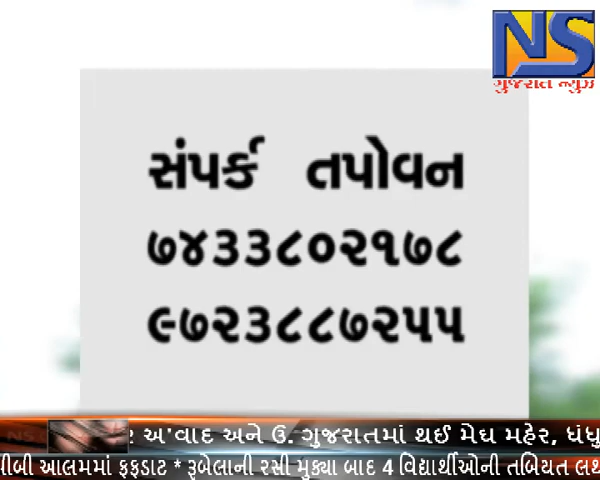 NS
ગુજરાત ન્યુઝ
સંપર્ક તપોવન
૭૪૩૩૮૦૨૧૭૮
૯૭૨૩૮૮૭૨૫૫
અ'વાદ અને ઉ. ગુજરાતમાં થઈ મેઘ મહેર, ધંધુ
બીબી આલમમાં ફફડાટ * રૂબેલાની રસી મુક્યા બાદ 4 વિદ્યાર્થીઓની તબિયત લથ